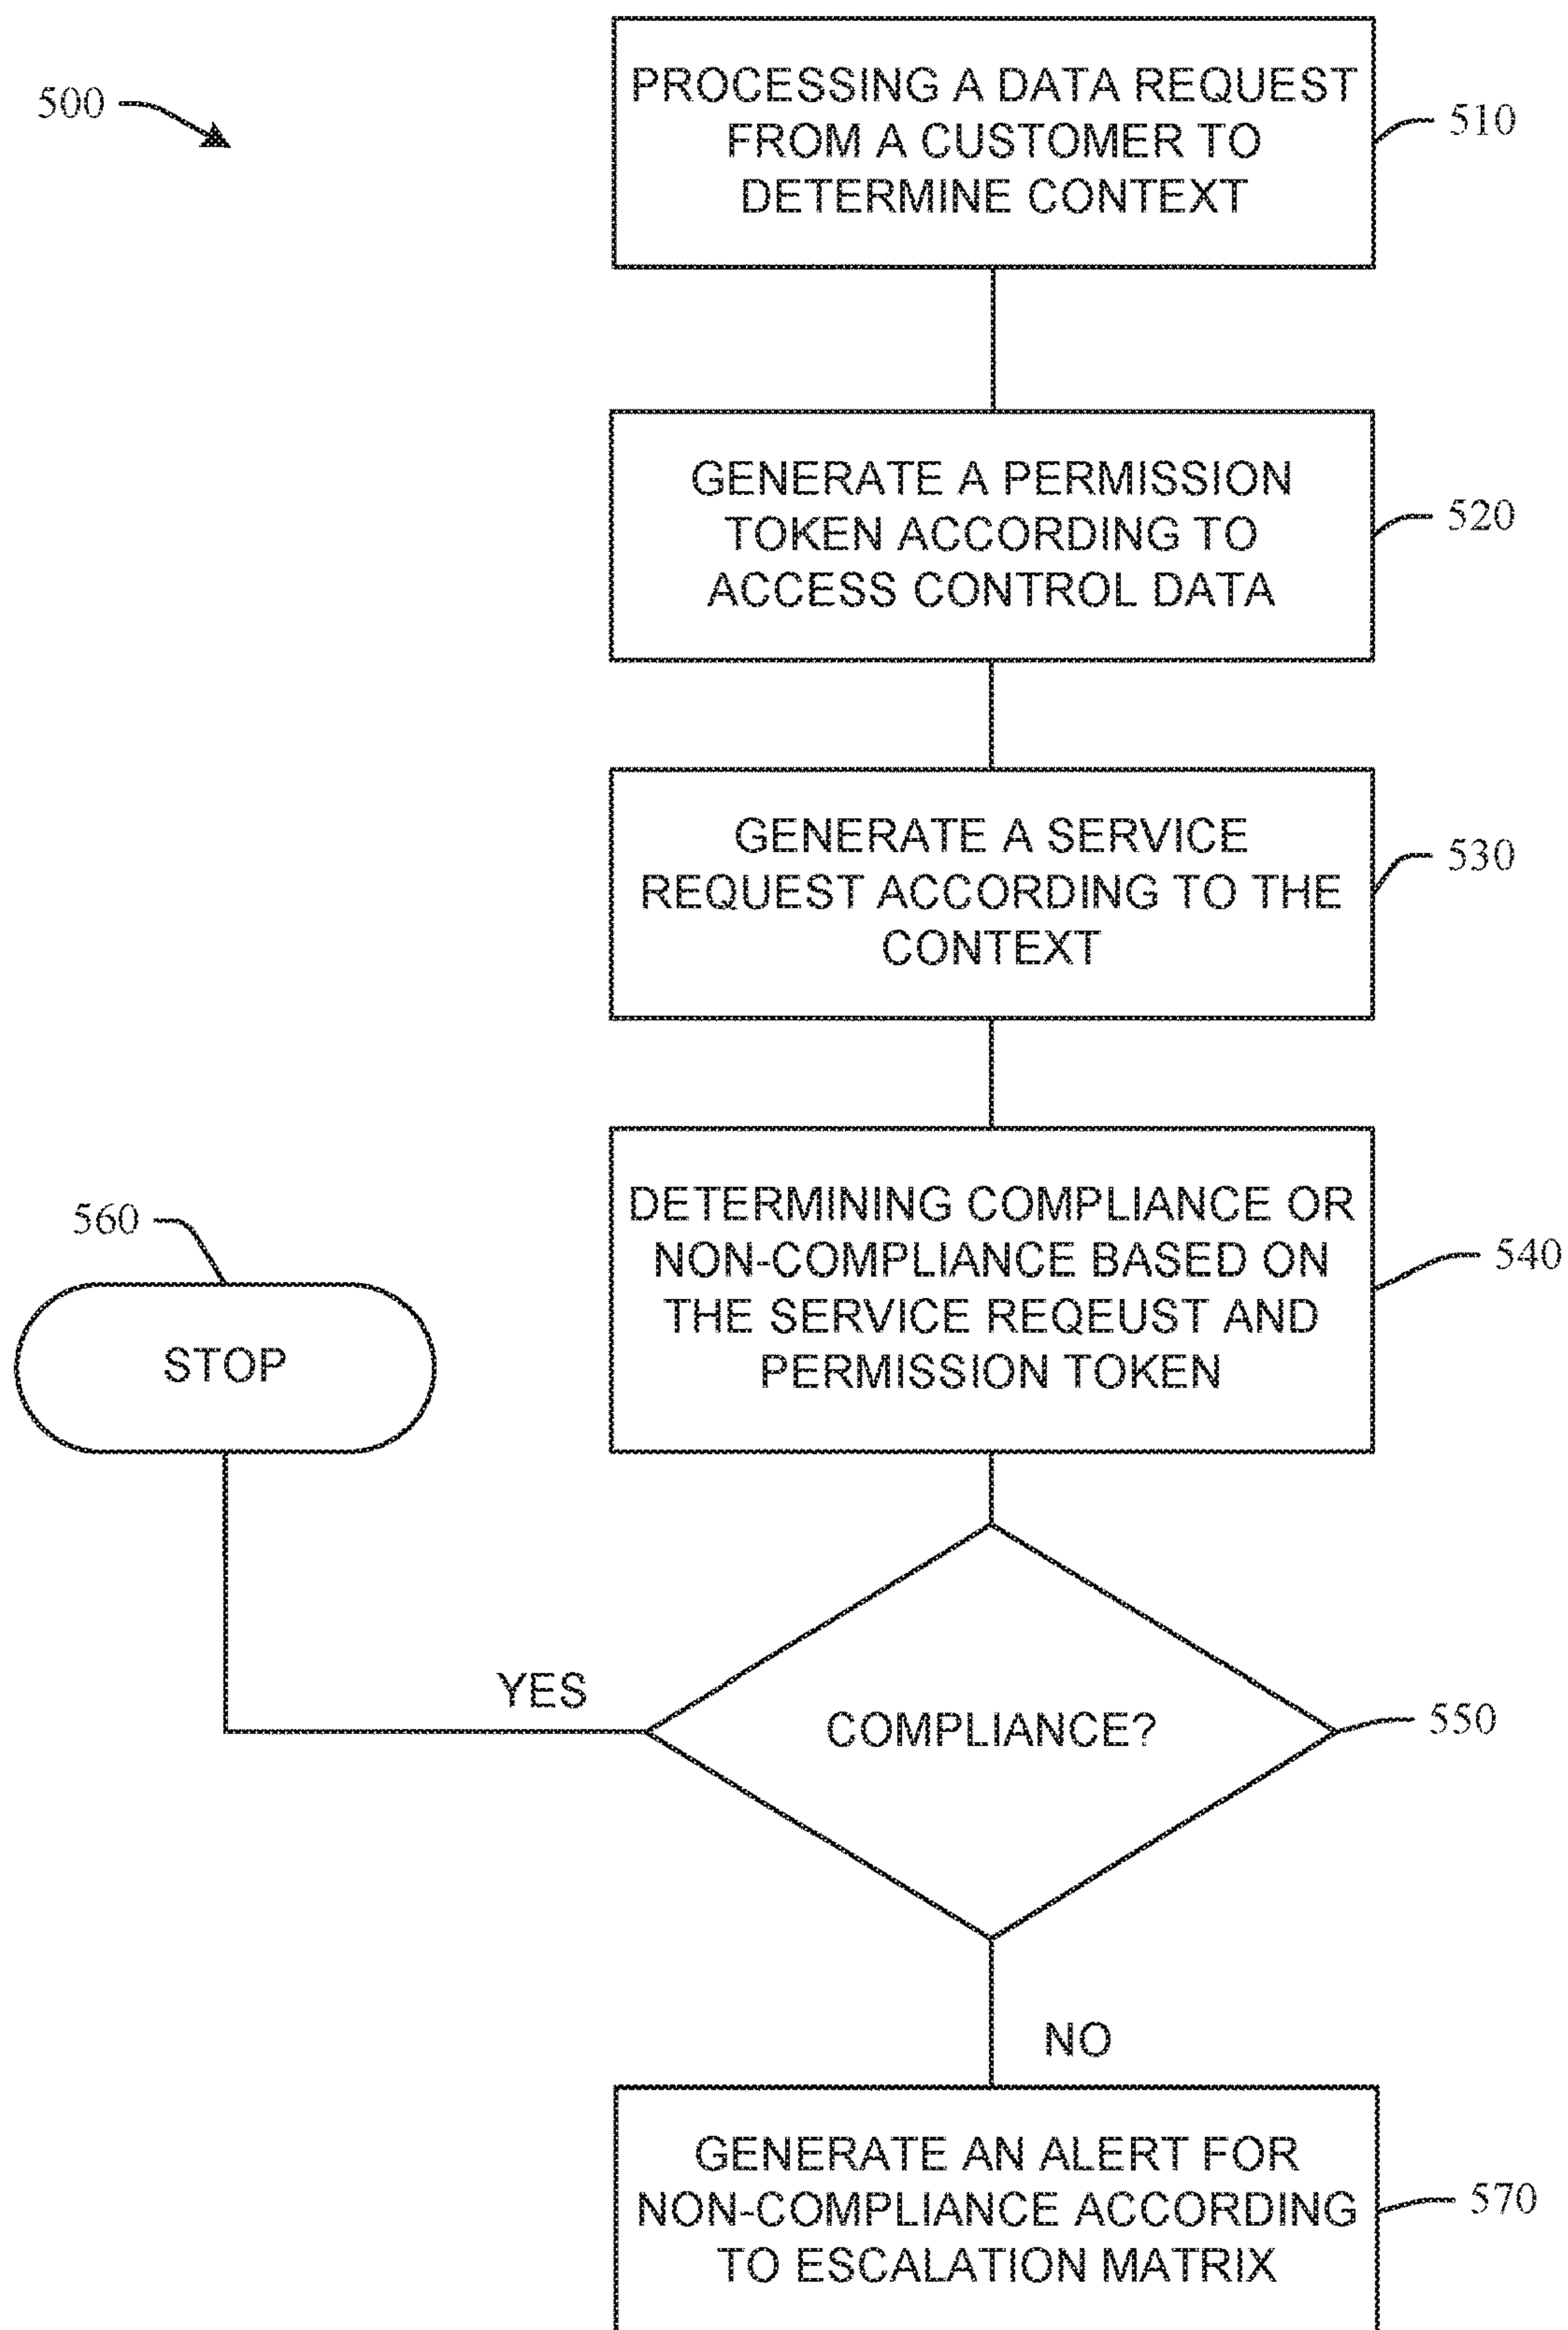 500
PROCESSING A DATA REQUEST
FROM A CUSTOMER TO
DETERMINE CONTEXT
510
GENERATE A PERMISSION
TOKEN ACCORDING TO
ACCESS CONTROL DATA
520
GENERATE A SERVICE
REQUEST ACCORDING TO THE
CONTEXT
530
DETERMINING COMPLIANCE OR
NON-COMPLIANCE BASED ON
THE SERVICE REQEUST AND
PERMISSION TOKEN
540
560
STOP
YES
COMPLIANCE?
550
NO
GENERATE AN ALERT FOR
NON-COMPLIANCE ACCORDING
TO ESCALATION MATRIX
570